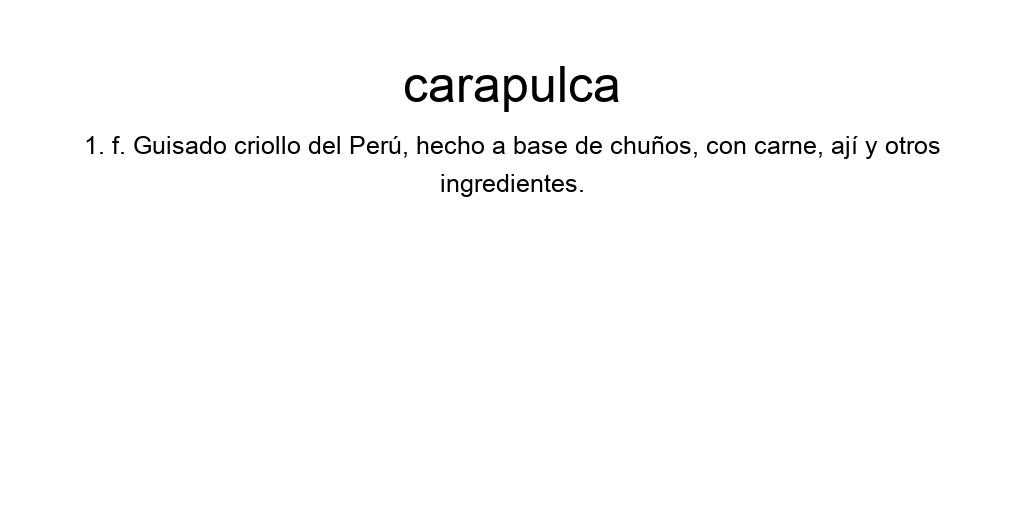 carapulca
1. f. Guisado criollo del Perú, hecho a base de chuños, con carne, ají y otros
ingredientes.